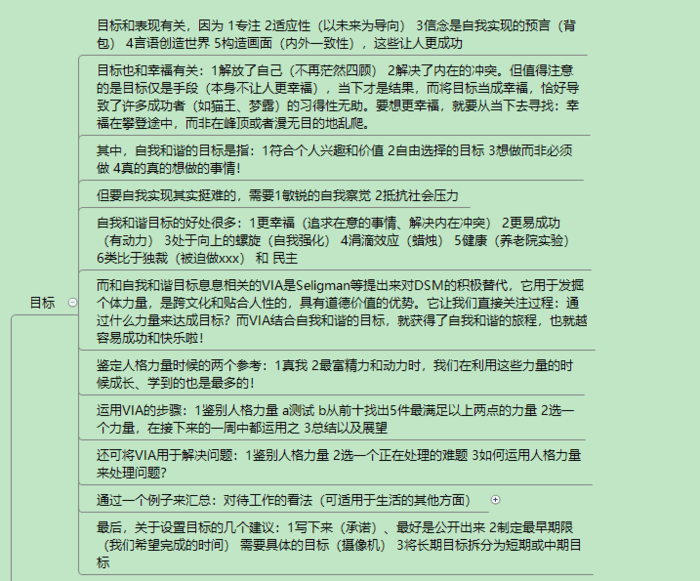 目标和表现有关，因为 1专注 2适应性（以未来为导向） 3信念是自我实现的预言（背
包） 4言语创造世界 5构造画面（内外一致性），这些让人更成功
目标也和幸福有关：1解放了自己（不再茫然四顾） 2解决了内在的冲突。但值得注意
的是目标仅是手段（本身不让人更幸福），当下才是结果，而将目标当成幸福，恰好导
致了许多成功者（如猫王、梦露）的习得性无助。要想更幸福，就要从当下去寻找：幸
福在攀登途中，而非在峰顶或者漫无目的地乱爬。
其中，自我和谐的目标是指：1符合个人兴趣和价值 2自由选择的目标 3想做而非必须
做 4真的真的想做的事情！
但要自我实现其实挺难的，需要1敏锐的自我察觉 2抵抗社会压力
自我和谐目标的好处很多：1更幸福（追求在意的事情、解决内在冲突） 2更易成功
（有动力） 3处于向上的螺旋（自我强化） 4涓滴效应（蜡烛） 5健康（养老院实验）
6类比于独裁（被迫做xxx） 和 民主
目标
而和自我和谐目标息息相关的VIA是Seligman等提出来对DSM的积极替代，它用于发掘
个体力量，是跨文化和贴合人性的，具有道德价值的优势。它让我们直接关注过程：通
过什么力量来达成目标？而VIA结合自我和谐的目标，就获得了自我和谐的旅程，也就越
容易成功和快乐啦！
鉴定人格力量时候的两个参考：1真我 2最富精力和动力时，我们在利用这些力量的时
候成长、学到的也是最多的！
运用VIA的步骤：1鉴别人格力量 a测试 b从前十找出5件最满足以上两点的力量 2选一
个力量，在接下来的一周中都运用之 3总结以及展望
还可将VIA用于解决问题：1鉴别人格力量 2选一个正在处理的难题 3如何运用人格力量
来处理问题？
通过一个例子来汇总：对待工作的看法（可适用于生活的其他方面）
最后，关于设置目标的几个建议：1写下来（承诺）、最好是公开出来 2制定最早期限
（我们希望完成的时间） 需要具体的目标（摄像机） 3将长期目标拆分为短期或中期目
标